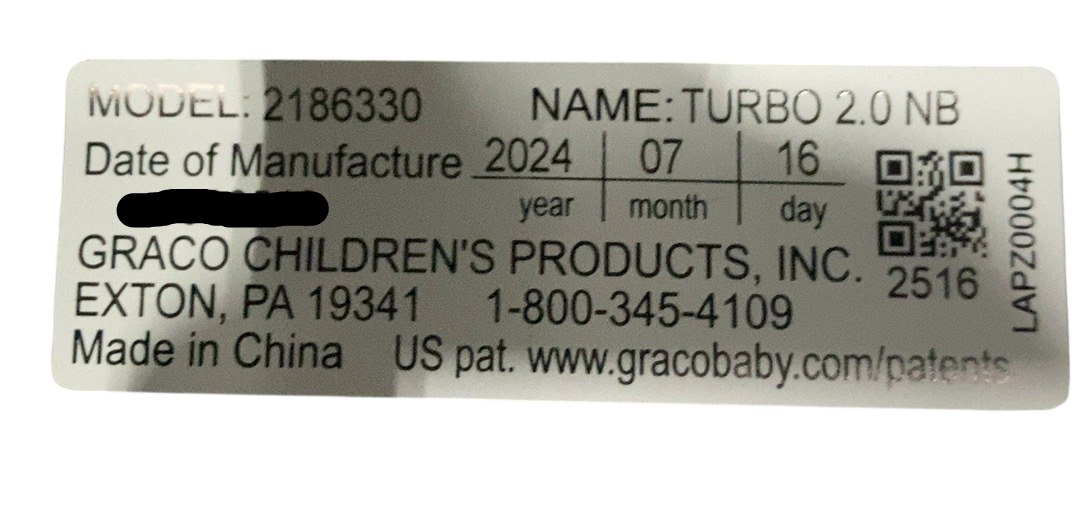 MODEL: 2186330 NAME: TURBO 2.0 NB
Date of Manufacture 2024 07 16
year month day
GRACO CHILDREN'S PRODUCTS, INC. 2516
EXTON, PA 19341 1-800-345-4109
Made in China US pat. www.gracobaby.com/patents
LAPZ0004H